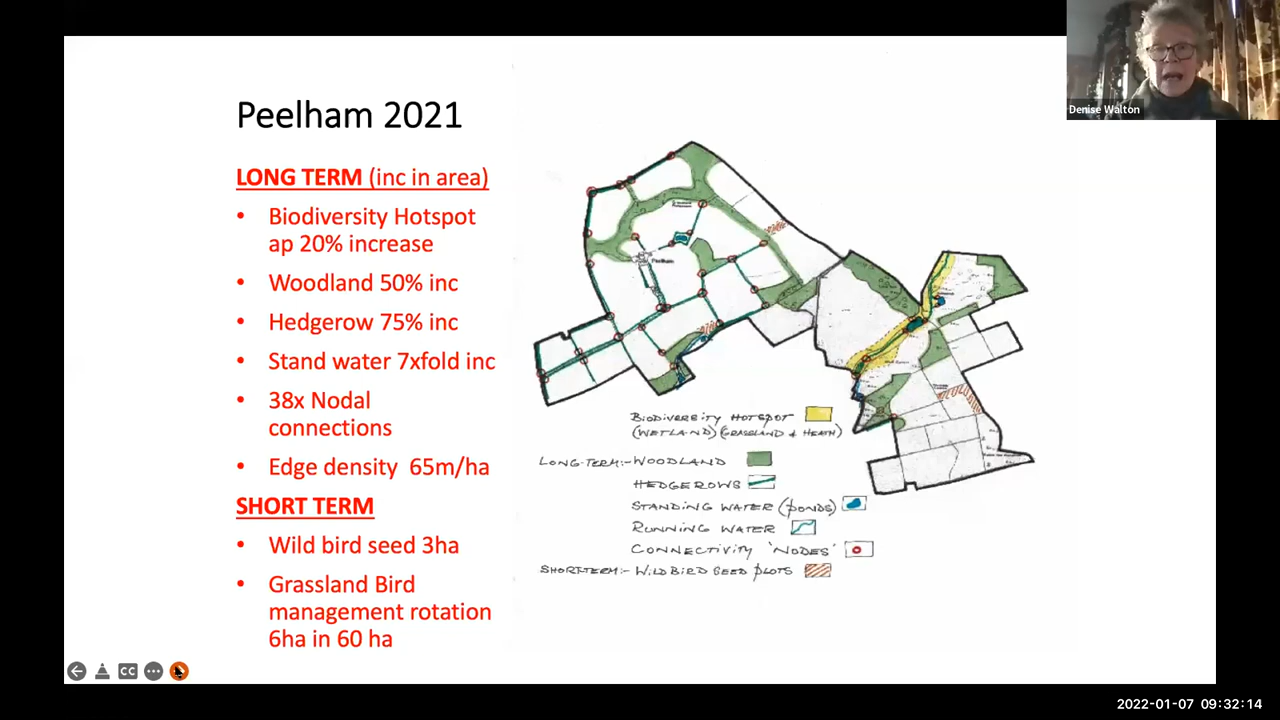 Denise Walton
Peelham 2021
LONG TERM (inc in area)
• Biodiversity Hotspot
ap 20% increase
• Woodland 50% inc
• Hedgerow 75% inc
• Stand water 7xfold inc
• 38x Nodal
connections
• Edge density 65m/ha
SHORT TERM
• Wild bird seed 3ha
• Grassland Bird
management rotation
6ha in 60 ha
Peelham
BIODIVERSITY HOTSPOT
(WETLAND) (GRASSLAND & HEATH)
LONG-TERM:- WOODLAND
HEDGEROWS
STANDING WATER (PONDS)
RUNNING WATER
CONNECTIVITY 'NODES'
SHORT-TERM:- WILD BIRD SEED PLOTS
CC
2022-01-07 09:32:14